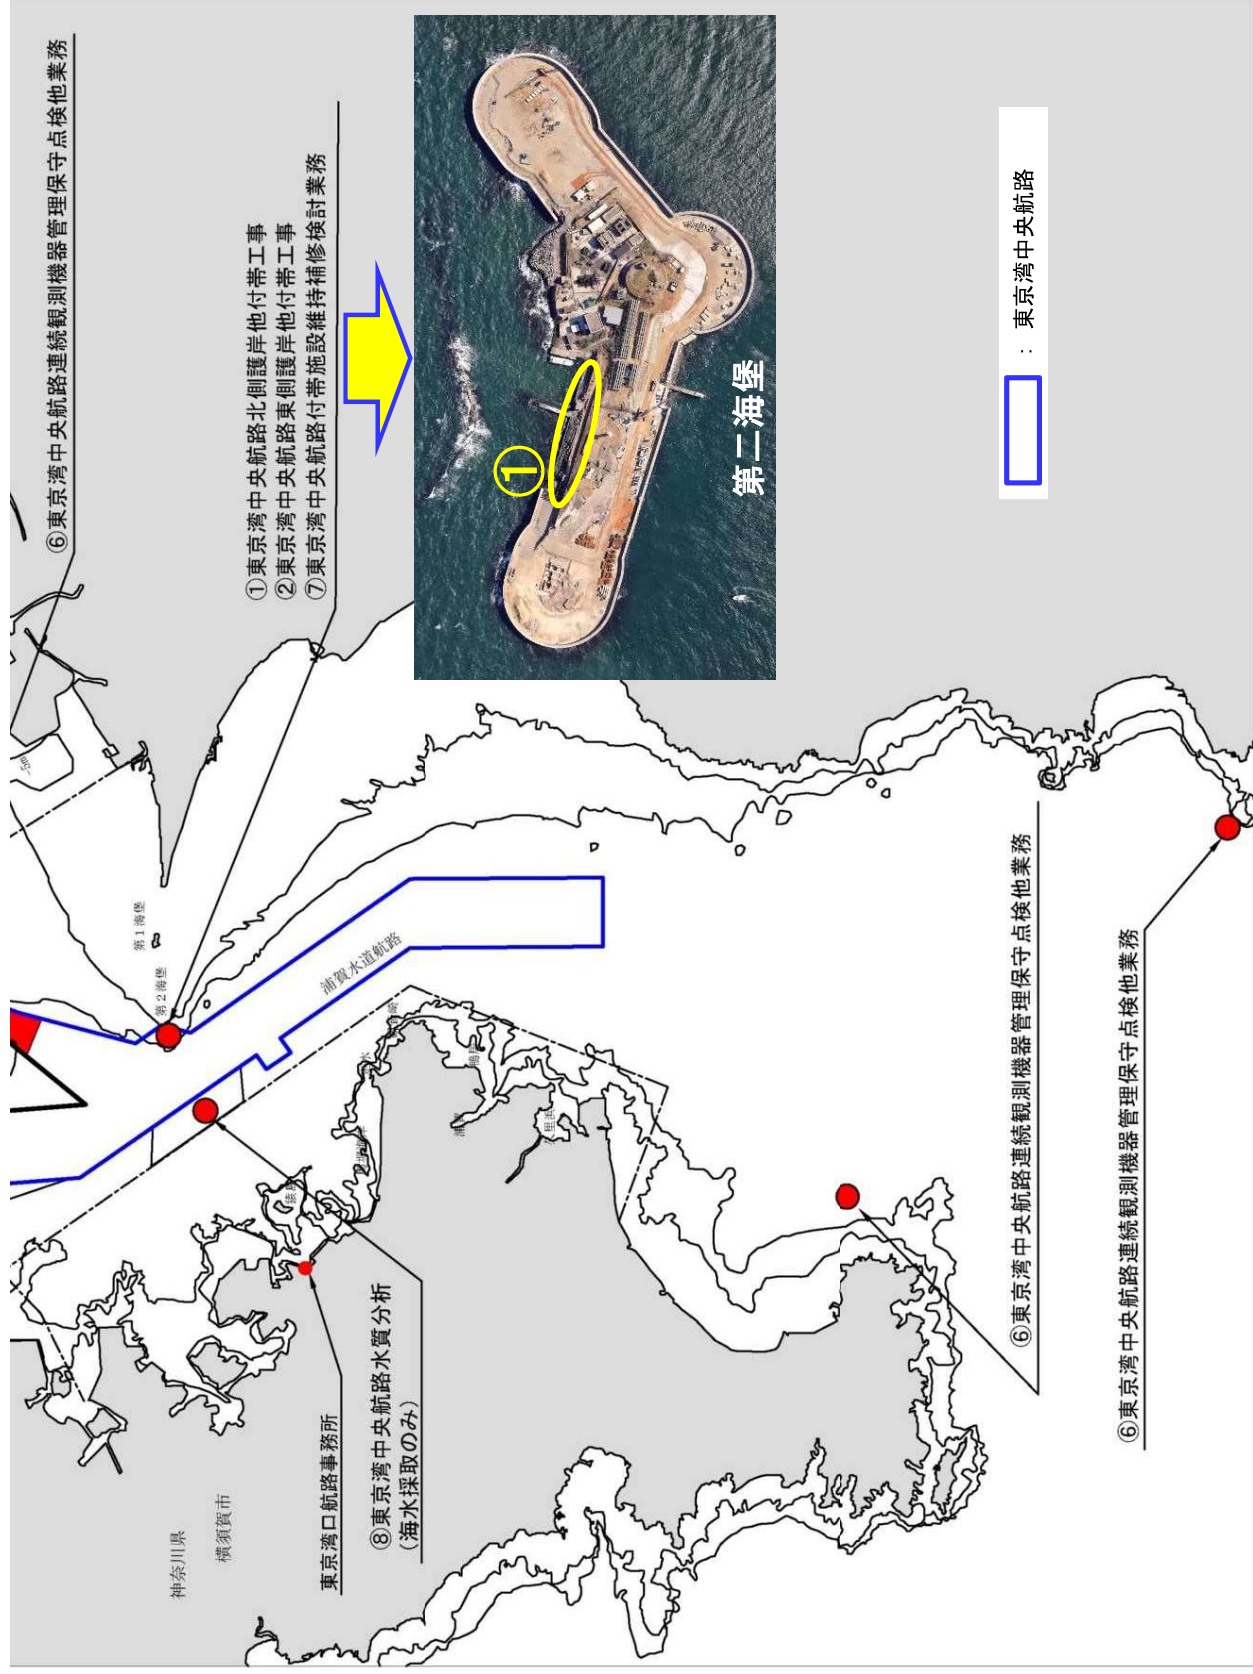 ⑥東京湾中央航路連続観測機器管理保守点検他業務
①東京湾中央航路北側護岸他付帯工事
②東京湾中央航路東側護岸他付帯工事
⑦東京湾中央航路付帯施設維持補修検討業務
①
第二海堡
：東京湾中央航路
-5m
第1海堡
第2海堡
浦賀水道航路
猿島
久里浜
⑥東京湾中央航路連続観測機器管理保守点検他業務
⑥東京湾中央航路連続観測機器管理保守点検他業務
神奈川県
横須賀市
東京湾口航路事務所
⑧東京湾中央航路水質分析
(海水採取のみ)